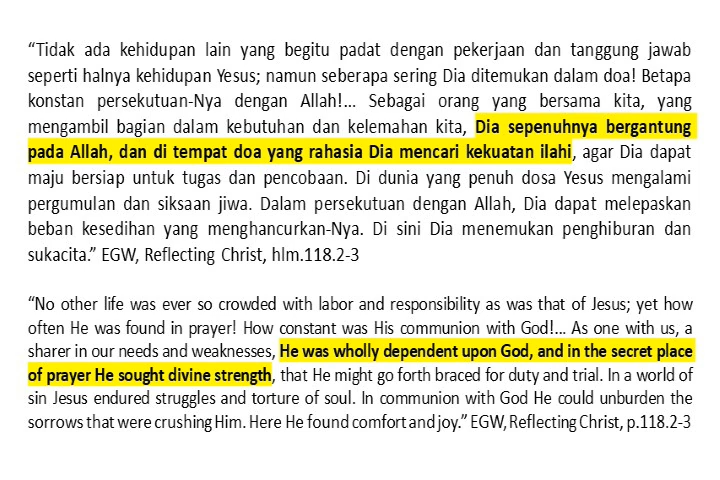 “Tidak ada kehidupan lain yang begitu padat dengan pekerjaan dan tanggung jawab
seperti halnya kehidupan Yesus; namun seberapa sering Dia ditemukan dalam doa! Betapa
konstan persekutuan-Nya dengan Allah!... Sebagai orang yang bersama kita, yang
mengambil bagian dalam kebutuhan dan kelemahan kita, Dia sepenuhnya bergantung
pada Allah, dan di tempat doa yang rahasia Dia mencari kekuatan ilahi, agar Dia dapat
maju bersiap untuk tugas dan pencobaan. Di dunia yang penuh dosa Yesus mengalami
pergumulan dan siksaan jiwa. Dalam persekutuan dengan Allah, Dia dapat melepaskan
beban kesedihan yang menghancurkan-Nya. Di sini Dia menemukan penghiburan dan
sukacita.” EGW, Reflecting Christ, hlm.118.2-3
“No other life was ever so crowded with labor and responsibility as was that of Jesus; yet how
often He was found in prayer! How constant was His communion with God!... As one with us, a
sharer in our needs and weaknesses, He was wholly dependent upon God, and in the secret place
of prayer He sought divine strength, that He might go forth braced for duty and trial. In a world of
sin Jesus endured struggles and torture of soul. In communion with God He could unburden the
sorrows that were crushing Him. Here He found comfort and joy.” EGW, Reflecting Christ, p.118.2-3